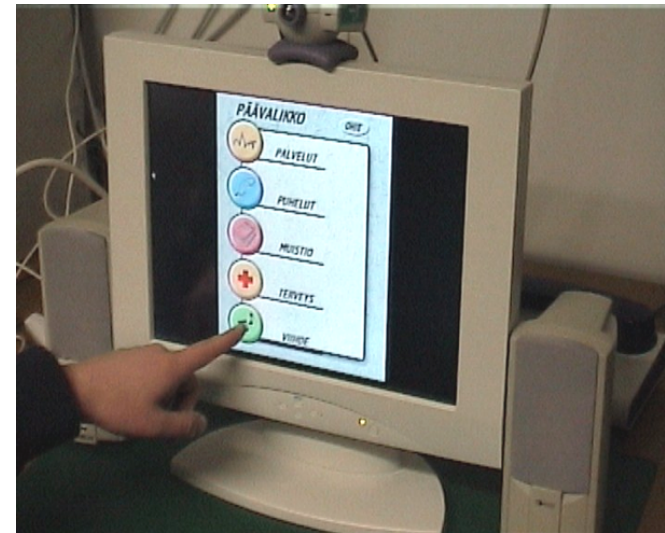 PÄÄVALIKKO
OHJE
PALVELUT
PUHELUT
MUISTIO
TERVEYS
VIIHDE